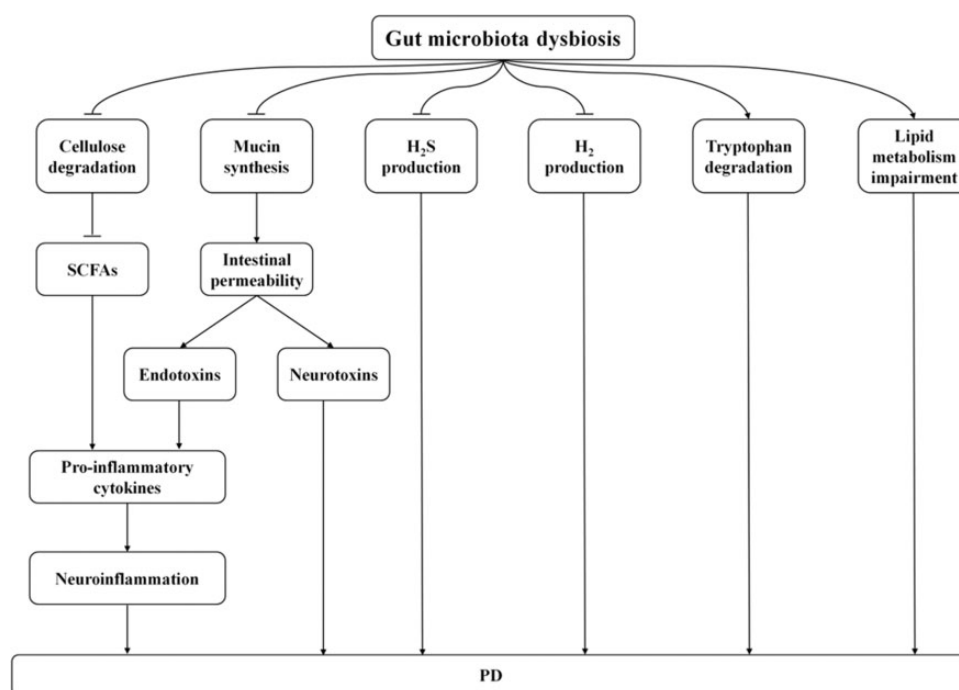 Gut microbiota dysbiosis
Cellulose
degradation
Mucin
synthesis
H₂S
production
H₂
production
Tryptophan
degradation
Lipid
metabolism
impairment
SCFAs
Intestinal
permeability
Endotoxins
Neurotoxins
Pro-inflammatory
cytokines
Neuroinflammation
PD